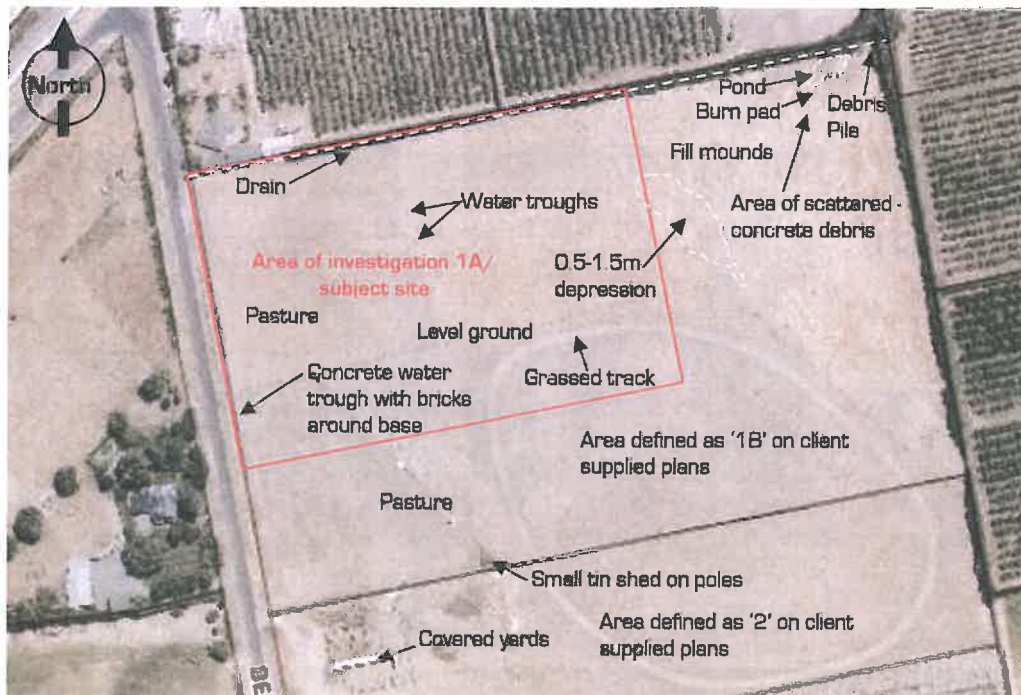 North
Pond
Burn pad
Debris
Pile
Fill mounds
Drain
Water troughs
Area of scattered
concrete debris
Area of investigation 1A/
subject site
0.5-1.5m
depression
Pasture
Level ground
Concrete water
trough with bricks
around base
Grassed track
Area defined as '1B' on client
supplied plans
Pasture
Small tin shed on poles
Area defined as '2' on client
supplied plans
Covered yards
BE